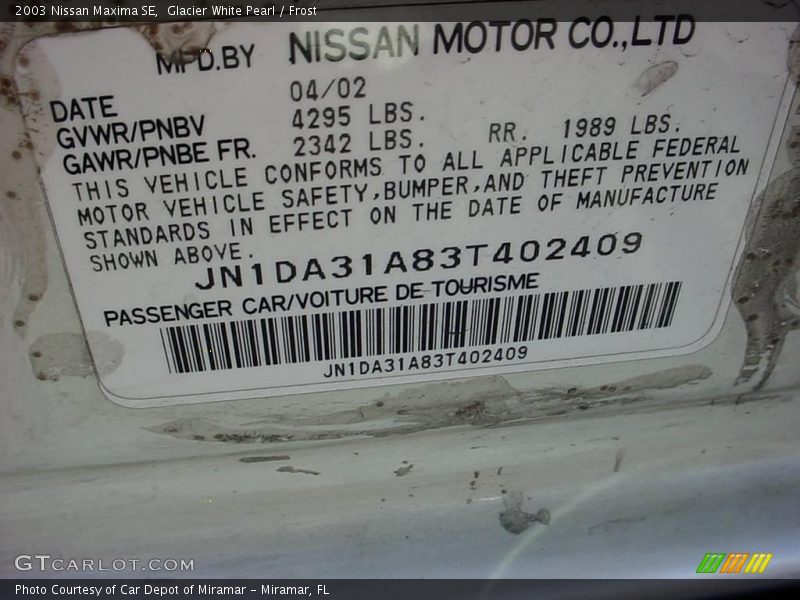 2003 Nissan Maxima SE,  Glacier White Pearl / Frost
MFD.BY NISSAN MOTOR CO.,LTD
DATE 04/02
GVWR/PNBV 4295 LBS.
GAWR/PNBE FR. 2342 LBS. RR. 1989 LBS.
THIS VEHICLE CONFORMS TO ALL APPLICABLE FEDERAL
MOTOR VEHICLE SAFETY,BUMPER,AND THEFT PREVENTION
STANDARDS IN EFFECT ON THE DATE OF MANUFACTURE
SHOWN ABOVE.
JN1DA31A83T402409
PASSENGER CAR/VOITURE DE TOURISME
JN1DA31A83T402409
GTCARLOT.COM
Photo Courtesy of Car Depot of Miramar - Miramar, FL